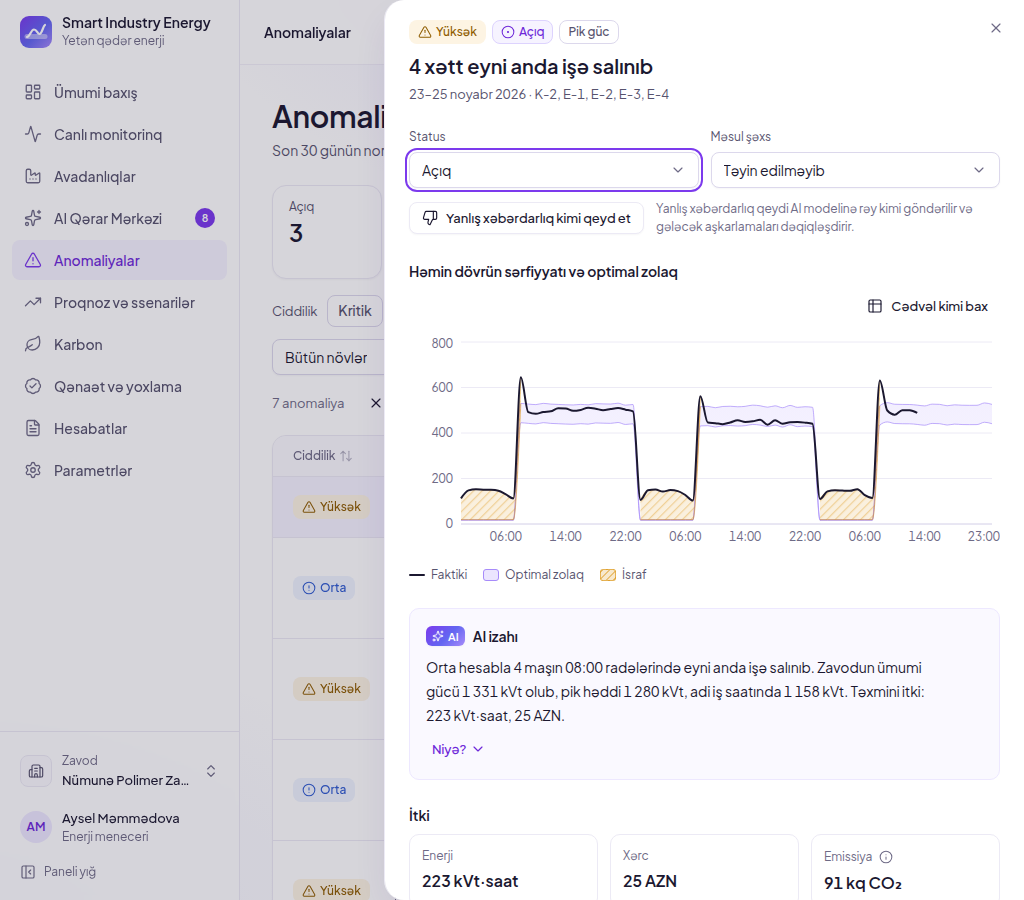 Smart Industry Energy
Yetən qədər enerji
Ümumi baxış
Canlı monitorinq
Avadanlıqlar
AI Qərar Mərkəzi
8
Anomaliyalar
Proqnoz və ssenarilər
Karbon
Qənaət və yoxlama
Hesabatlar
Parametrlər
Zavod
Nümunə Polimer Za...
AM
Aysel Məmmədova
Enerji meneceri
Paneli yığ
Anomaliyalar
Anomali
Son 30 günün nor
Açıq
3
Ciddilik
Kritik
Bütün növlər
7 anomaliya
Ciddilik
Yüksək
Orta
Yüksək
Orta
Yüksək
Yüksək
Açıq
Pik güc
4 xətt eyni anda işə salınıb
23–25 noyabr 2026 · K-2, E-1, E-2, E-3, E-4
Status
Məsul şəxs
Açıq
Təyin edilməyib
Yanlış xəbərdarlıq kimi qeyd et
Yanlış xəbərdarlıq qeydi AI modelinə rəy kimi göndərilir və
gələcək aşkarlamaları dəqiqləşdirir.
Həmin dövrün sərfiyyatı və optimal zolaq
Cədvəl kimi bax
800
600
400
200
0
06:00 14:00 22:00 06:00 14:00 22:00 06:00 14:00 23:00
Faktiki
Optimal zolaq
İsraf
AI
AI izahı
Orta hesabla 4 maşın 08:00 radələrində eyni anda işə salınıb. Zavodun ümumi
gücü 1 331 kVt olub, pik həddi 1 280 kVt, adi iş saatında 1 158 kVt. Təxmini itki:
223 kVt·saat, 25 AZN.
Niyə?
İtki
Enerji
223 kVt·saat
Xərc
25 AZN
Emissiya
91 kq CO₂